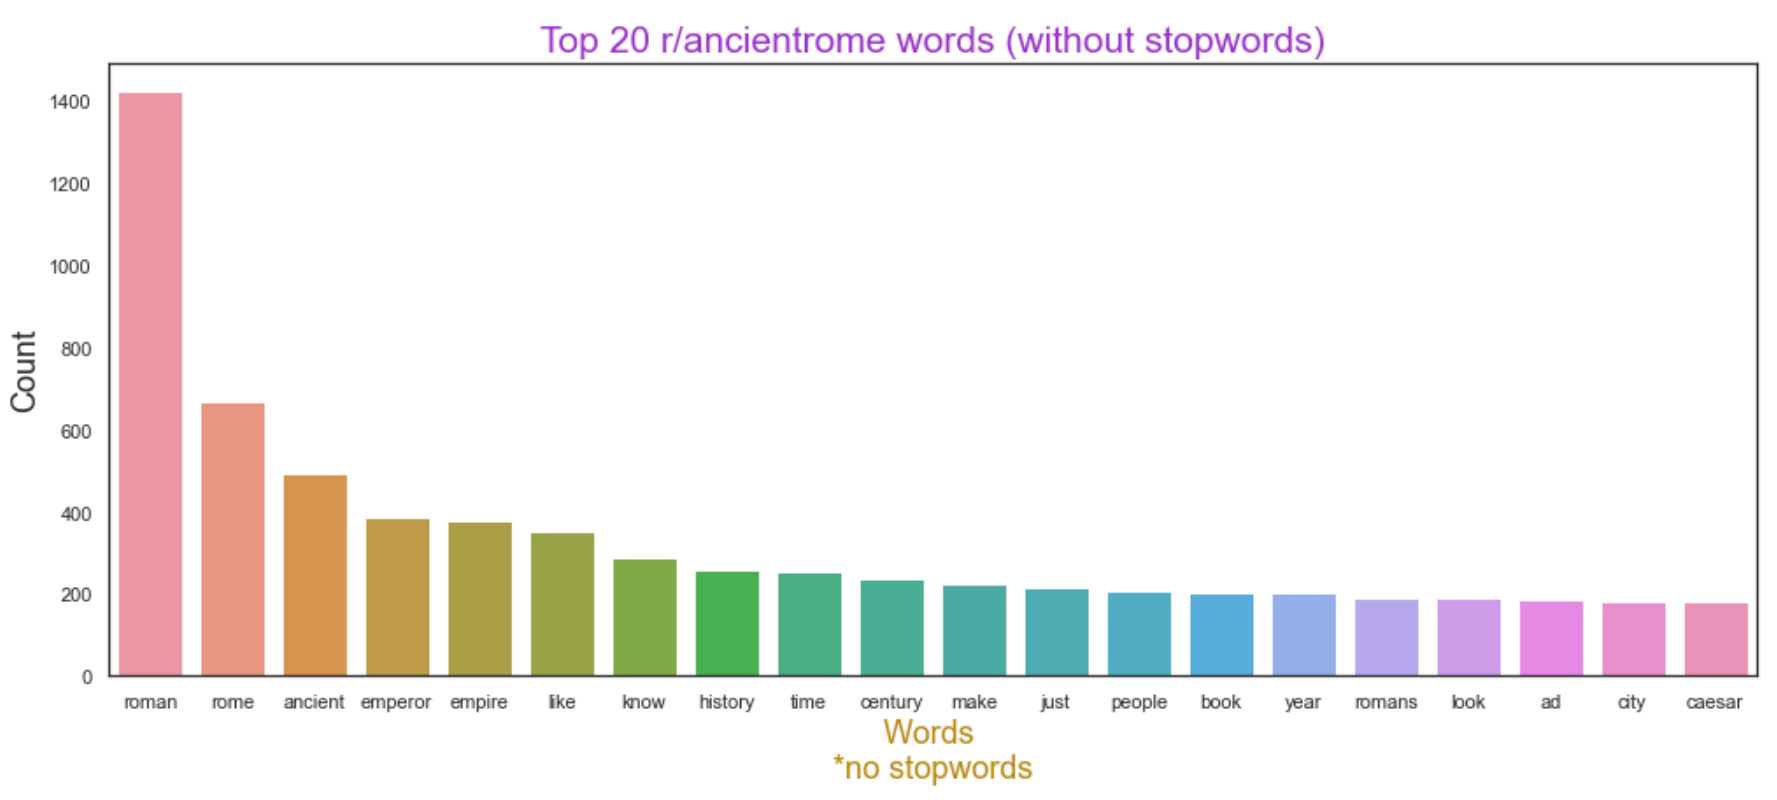 Top 20 r/ancientrome words (without stopwords)
1400
1200
1000
800
600
400
200
0
Count
roman rome ancient emperor empire like know history time century make just people book year romans look ad city caesar
Words
*no stopwords